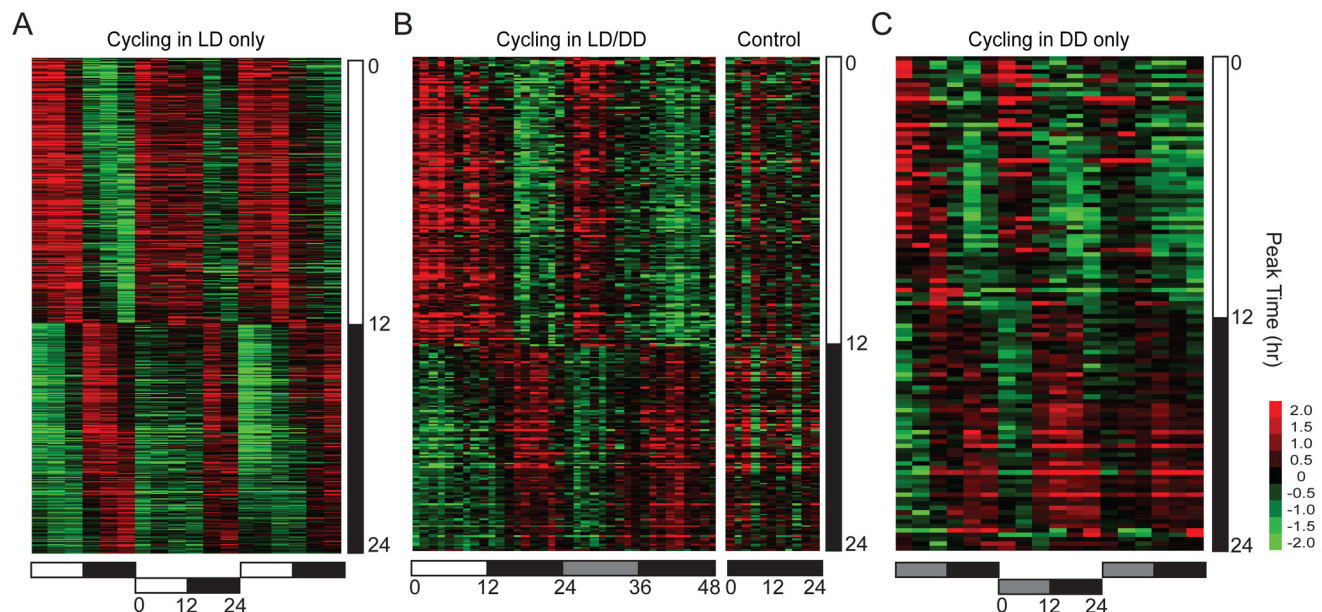 A
Cycling in LD only
0
12
24
0 12 24
B
Cycling in LD/DD
Control
0
12
24
0 12 24 36 48
0 12 24
C
Cycling in DD only
0
12
24
0 12 24
Peak Time (hr)
2.0
1.5
1.0
0.5
0
-0.5
-1.0
-1.5
-2.0